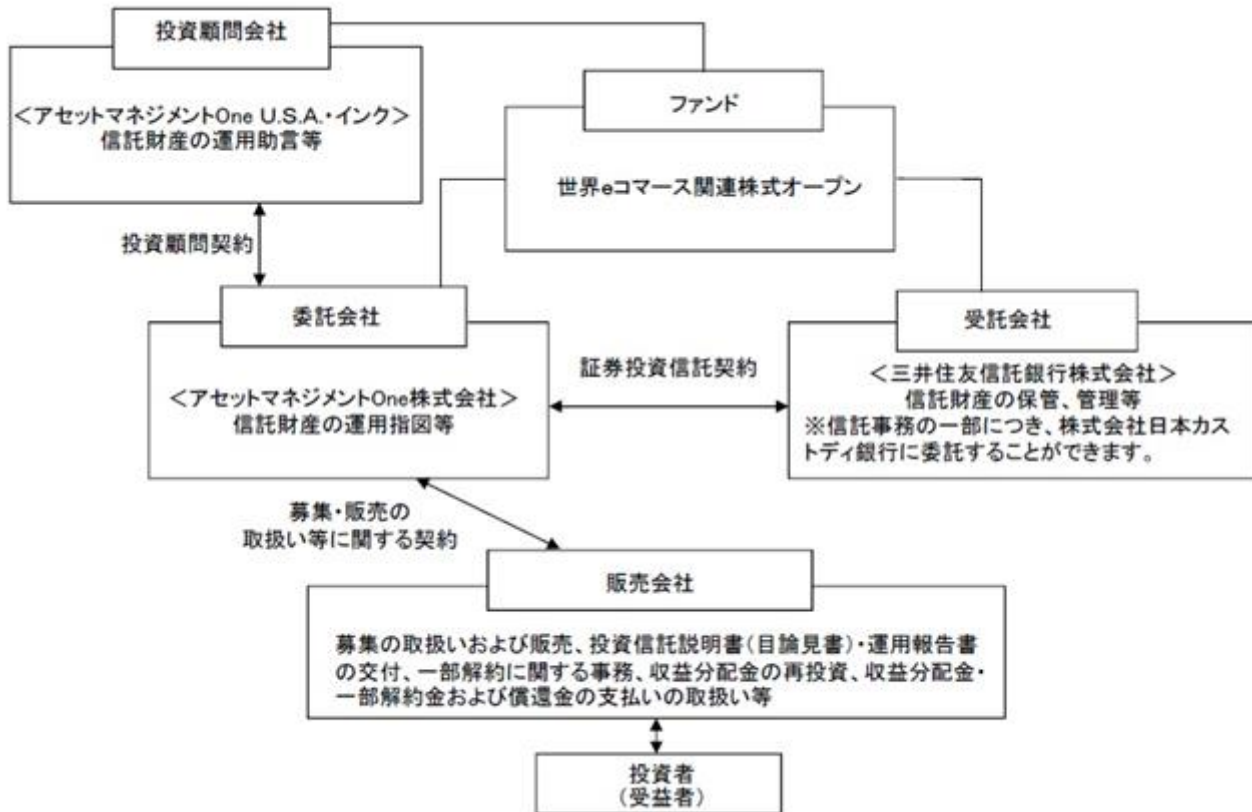 投資顧問会社
<アセットマネジメントOne U.S.A.・インク>
信託財産の運用助言等
ファンド
世界eコマース関連株式オープン
投資顧問契約
委託会社
<アセットマネジメントOne株式会社>
信託財産の運用指図等
証券投資信託契約
受託会社
<三井住友信託銀行株式会社>
信託財産の保管、管理等
※信託事務の一部につき、株式会社日本カス
トディ銀行に委託することができます。
募集・販売の
取扱い等に関する契約
販売会社
募集の取扱いおよび販売、投資信託説明書(目論見書)・運用報告書
の交付、一部解約に関する事務、収益分配金の再投資、収益分配金・
一部解約金および償還金の支払いの取扱い等
投資者
(受益者)